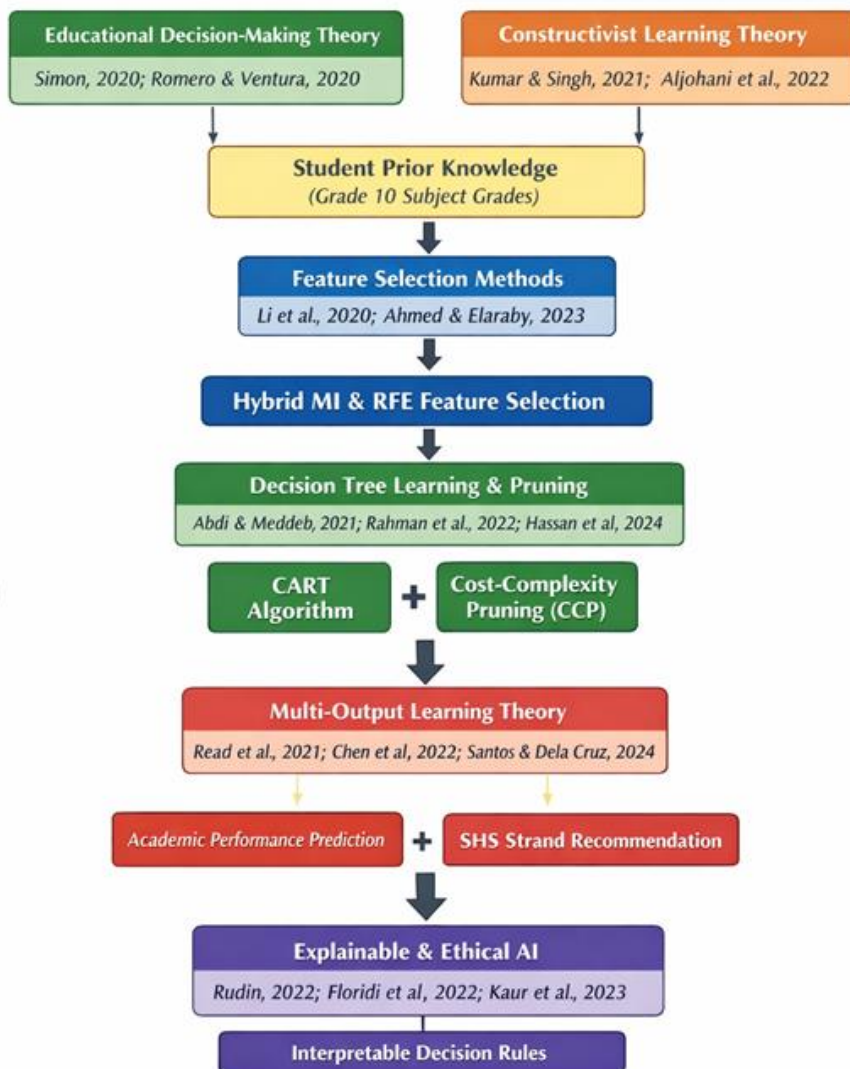 Educational Decision-Making Theory
Simon, 2020; Romero & Ventura, 2020
Constructivist Learning Theory
Kumar & Singh, 2021; Aljohani et al., 2022
Student Prior Knowledge
(Grade 10 Subject Grades)
Feature Selection Methods
Li et al., 2020; Ahmed & Elaraby, 2023
Hybrid MI & RFE Feature Selection
Decision Tree Learning & Pruning
Abdi & Meddeb, 2021; Rahman et al., 2022; Hassan et al, 2024
CART
Algorithm
+
Cost-Complexity
Pruning (CCP)
Multi-Output Learning Theory
Read et al., 2021; Chen et al, 2022; Santos & Dela Cruz, 2024
Academic Performance Prediction
+
SHS Strand Recommendation
Explainable & Ethical AI
Rudin, 2022; Floridi et al, 2022; Kaur et al., 2023
Interpretable Decision Rules